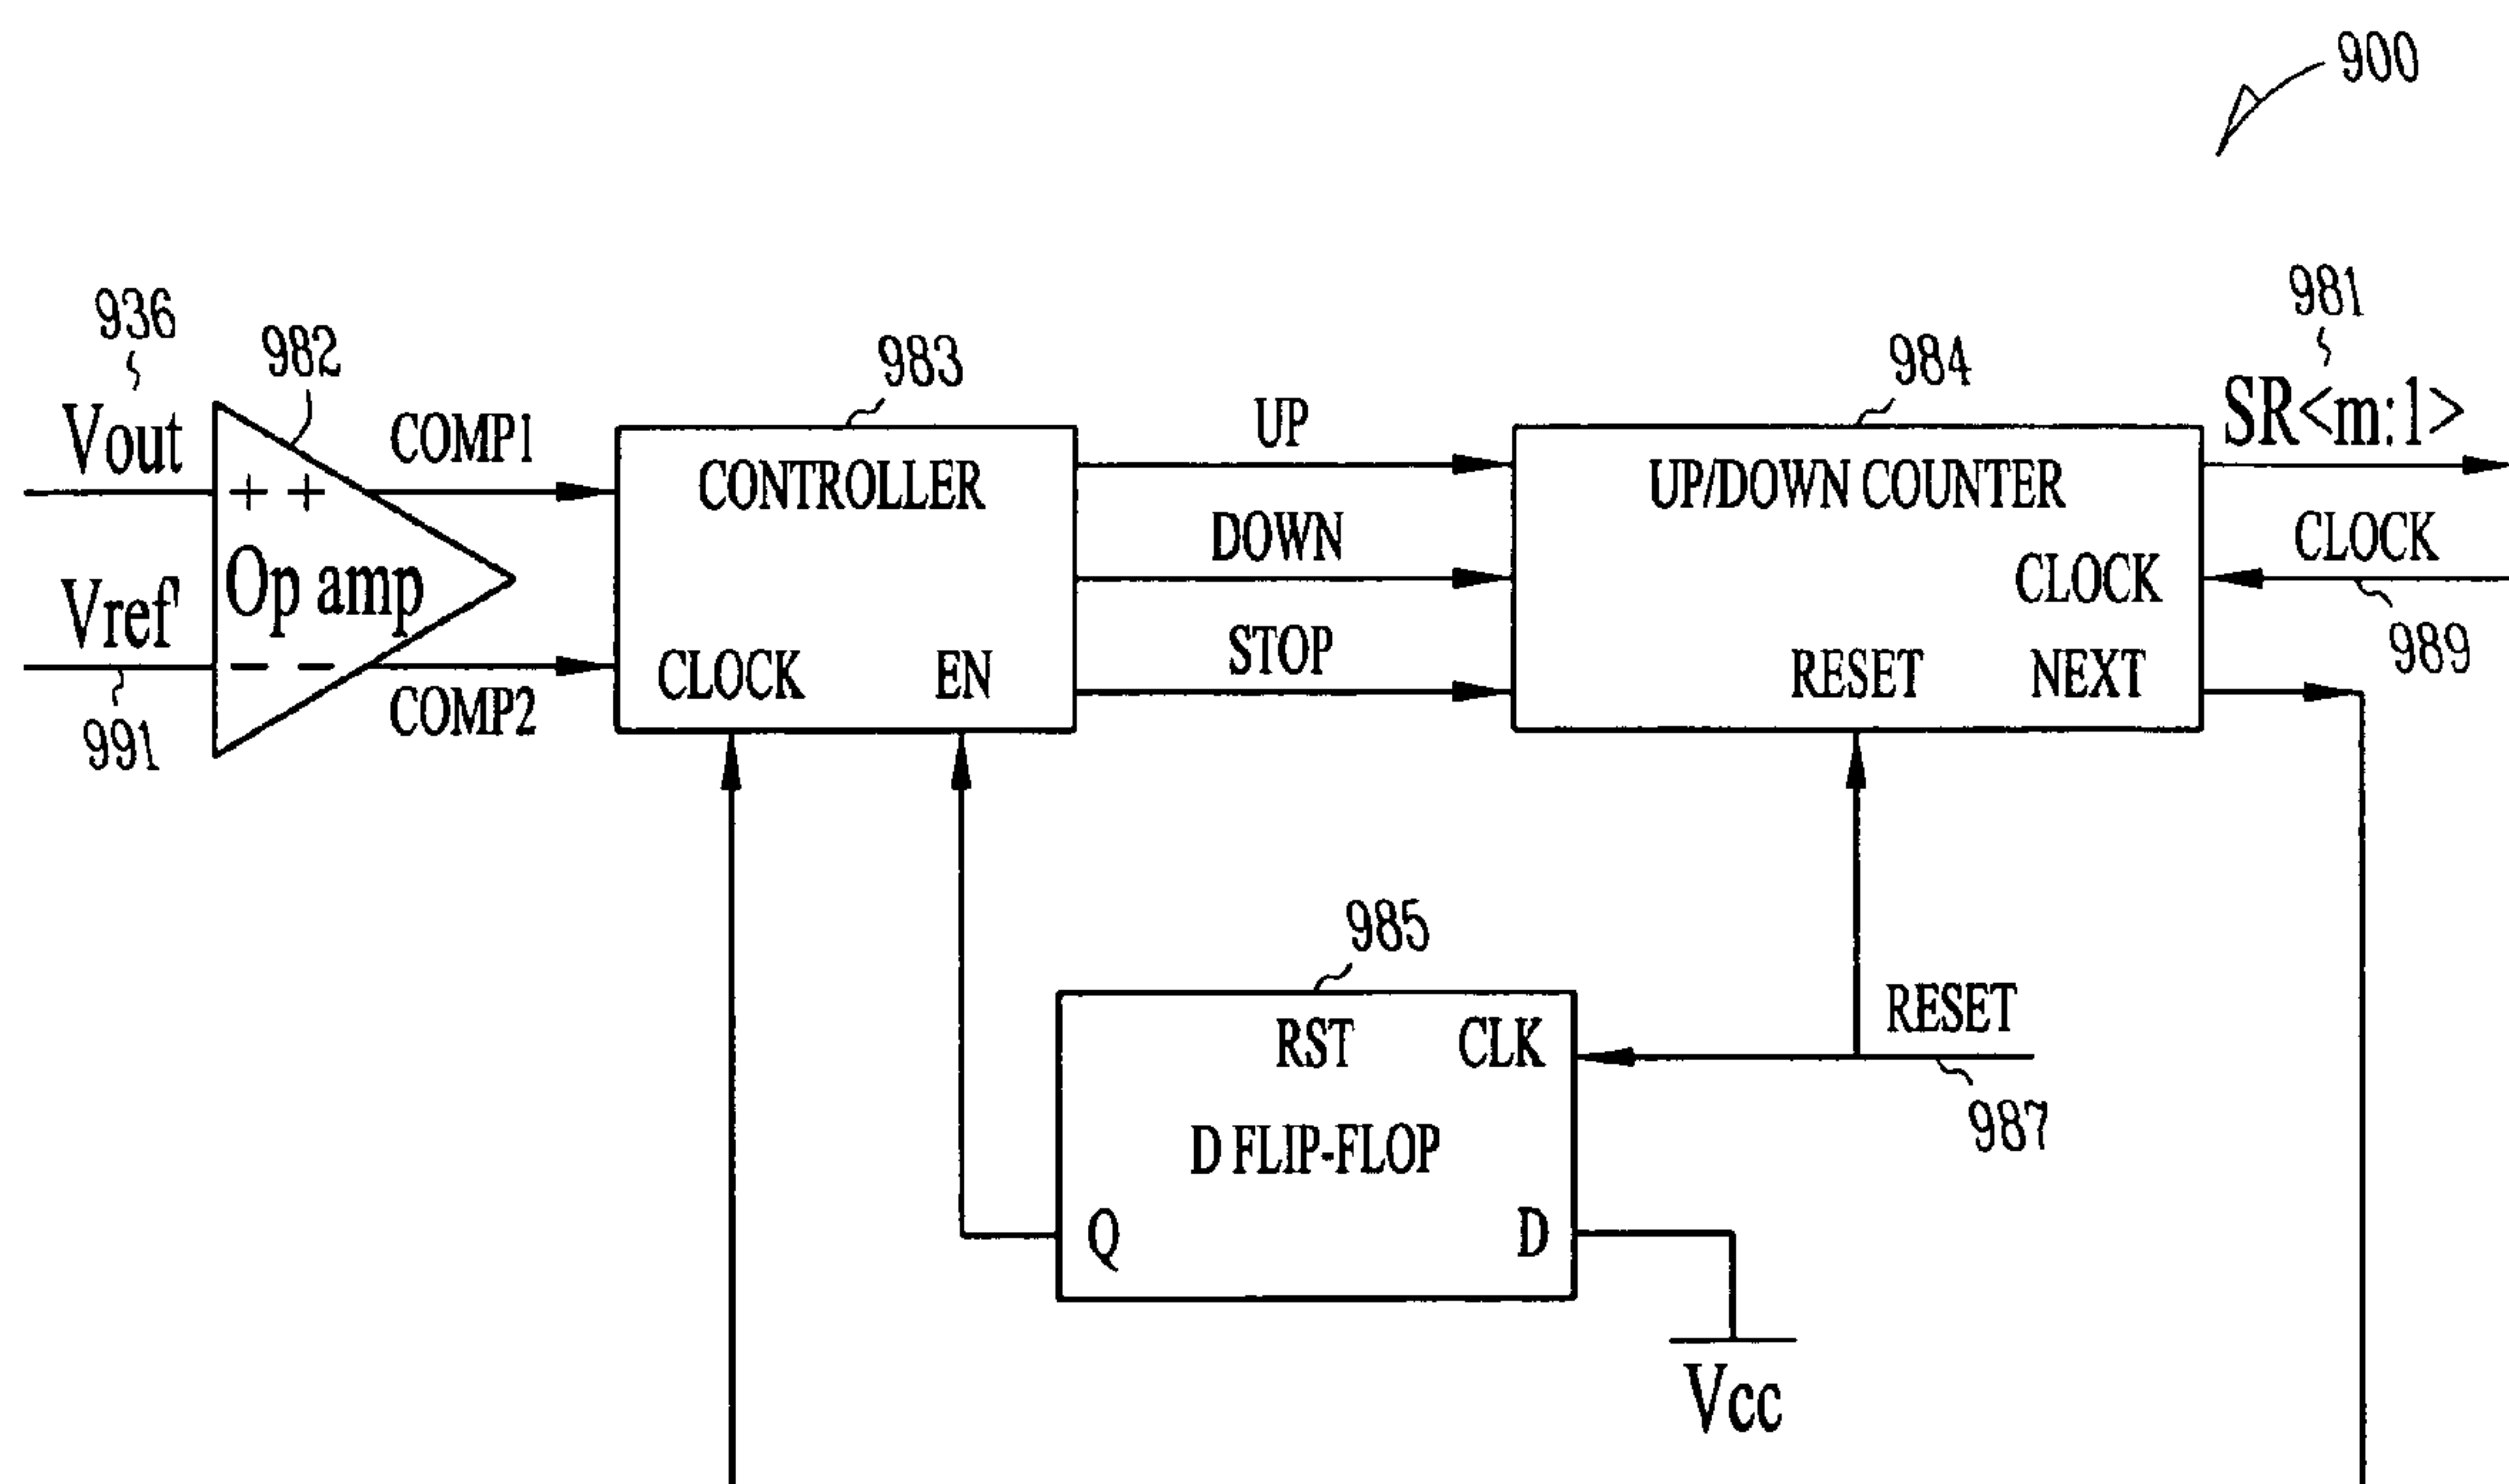 900
936
982
983
984
981
Vout
COMP1
UP
SR<m:1>
+ +
CONTROLLER
UP/DOWN COUNTER
DOWN
CLOCK
Op amp
CLOCK
Vref
STOP
989
- -
CLOCK EN
RESET NEXT
991
COMP2
985
RST CLK
RESET
987
D FLIP-FLOP
Q D
Vcc